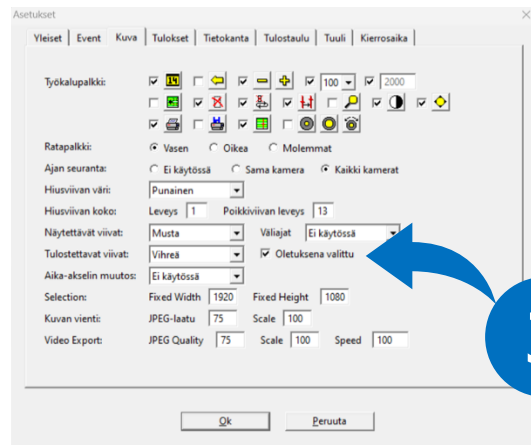 Asetukset
Yleiset Event Kuva Tulokset Tietokanta Tulostaulu Tuuli Kierrosaika
Työkalupalkki: 14 100 2000
Ratapalkki: Vasen Oikea Molemmat
Ajan seuranta: Ei käytössä Sama kamera Kaikki kamerat
Hiusviivan väri: Punainen
Hiusviivan koko: Leveys 1 Poikkiviivan leveys 13
Näytettävät viivat: Musta Väliajat Ei käytössä
Tulostettavat viivat: Vihreä Oletuksena valittu
Aika-akselin muutos: Ei käytössä
Selection: Fixed Width 1920 Fixed Height 1080
Kuvan vienti: JPEG-laatu 75 Scale 100
Video Export: JPEG Quality 75 Scale 100 Speed 100
Ok Peruuta